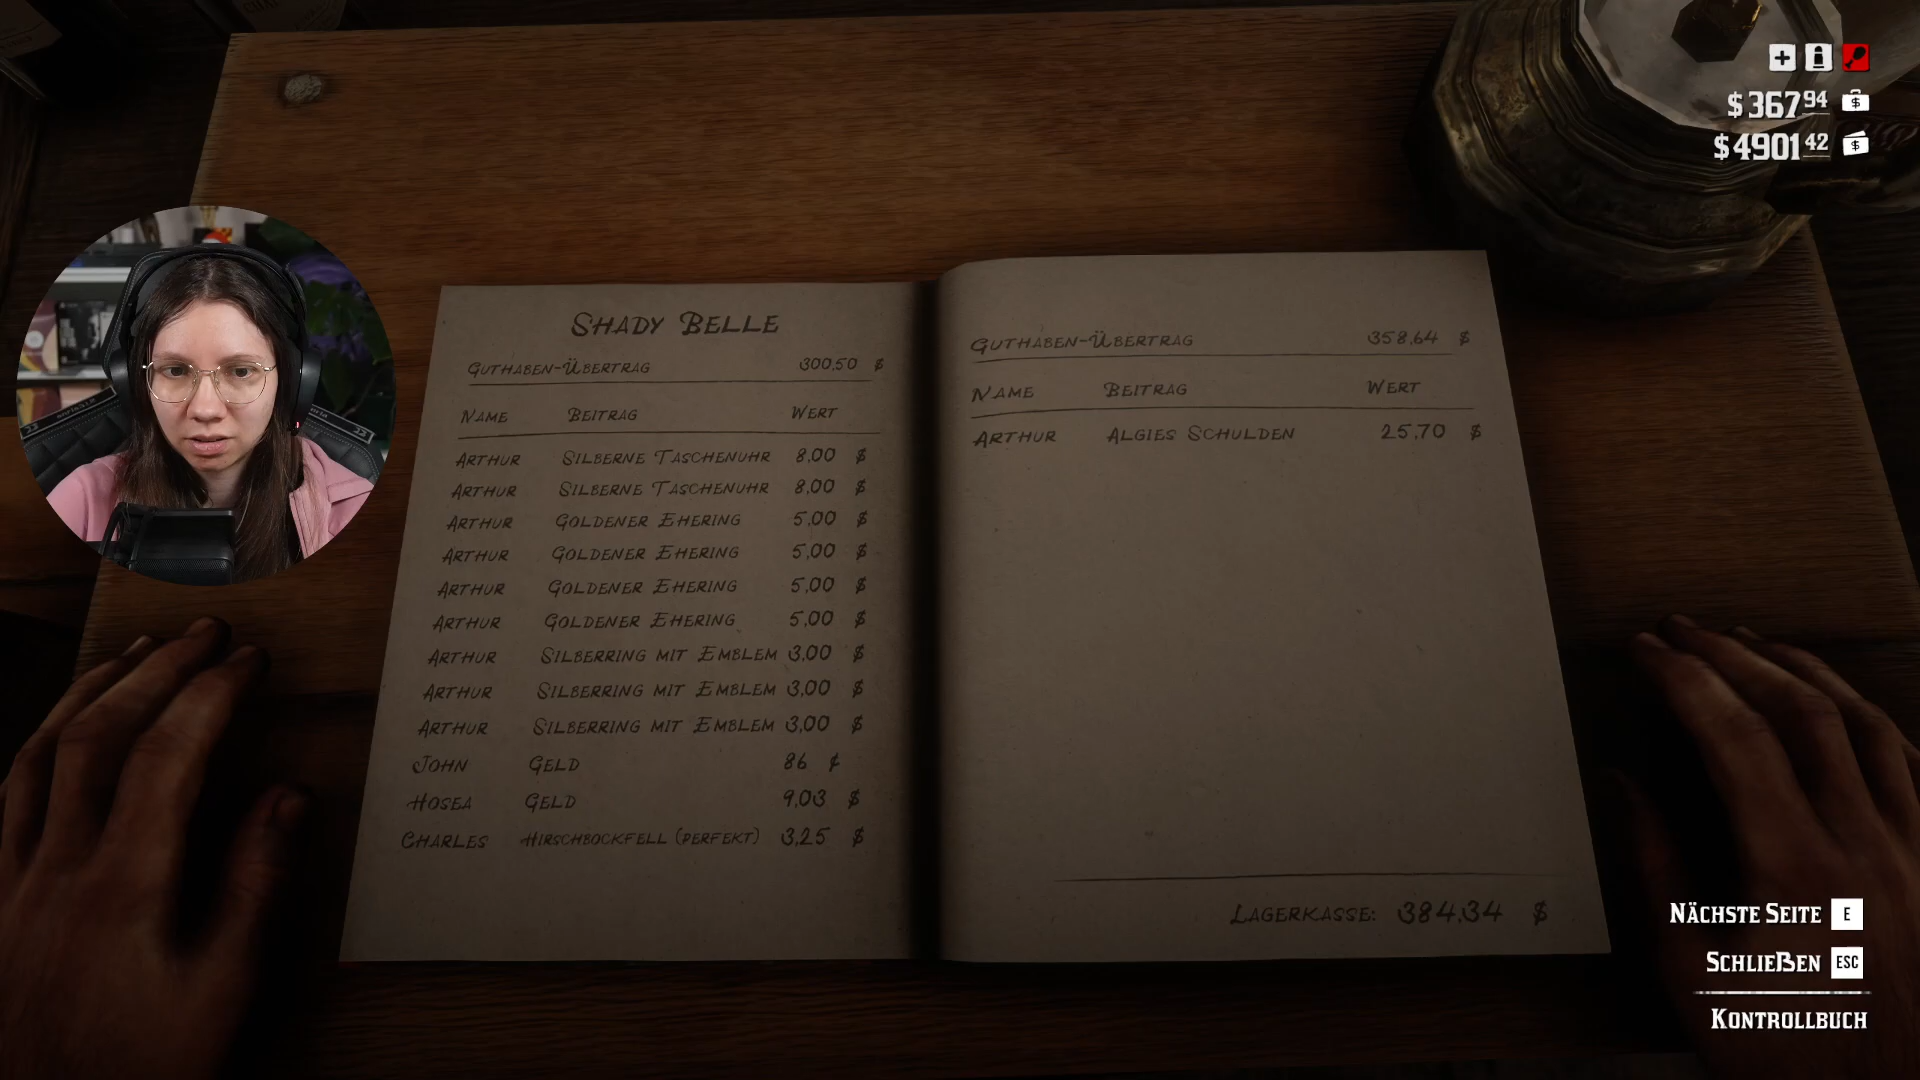 $ 367 94
$ 4901 42
SHADY BELLE
GUTHABEN-ÜBERTRAG 300,50 $
NAME BEITRAG WERT
ARTHUR SILBERNE TASCHENUHR 8,00 $
ARTHUR SILBERNE TASCHENUHR 8,00 $
ARTHUR GOLDENER EHERING 5,00 $
ARTHUR GOLDENER EHERING 5,00 $
ARTHUR GOLDENER EHERING 5,00 $
ARTHUR GOLDENER EHERING 5,00 $
ARTHUR SILBERRING MIT EMBLEM 3,00 $
ARTHUR SILBERRING MIT EMBLEM 3,00 $
ARTHUR SILBERRING MIT EMBLEM 3,00 $
JOHN GELD 86 ¢
HOSEA GELD 9,03 $
CHARLES HIRSCHBOCKFELL (PERFEKT) 3,25 $
GUTHABEN-ÜBERTRAG 358,64 $
NAME BEITRAG WERT
ARTHUR ALGIES SCHULDEN 25,70 $
LAGERKASSE: 384,34 $
NÄCHSTE SEITE E
SCHLIEßEN ESC
KONTROLLBUCH